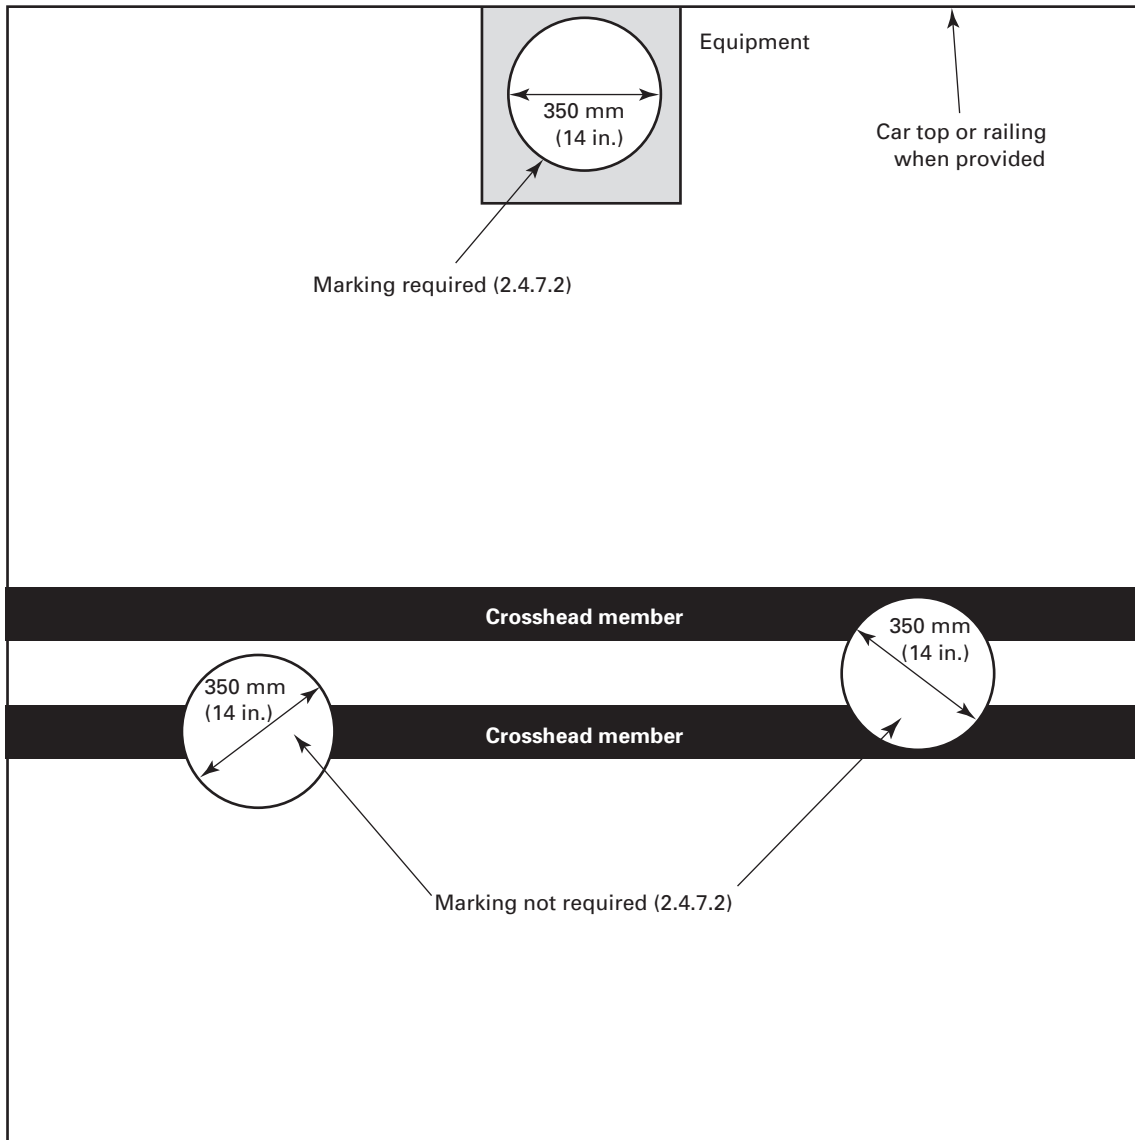 Equipment
350 mm
(14 in.)
Car top or railing
when provided
Marking required (2.4.7.2)
Crosshead member
350 mm
(14 in.)
350 mm
(14 in.)
Crosshead member
Marking not required (2.4.7.2)